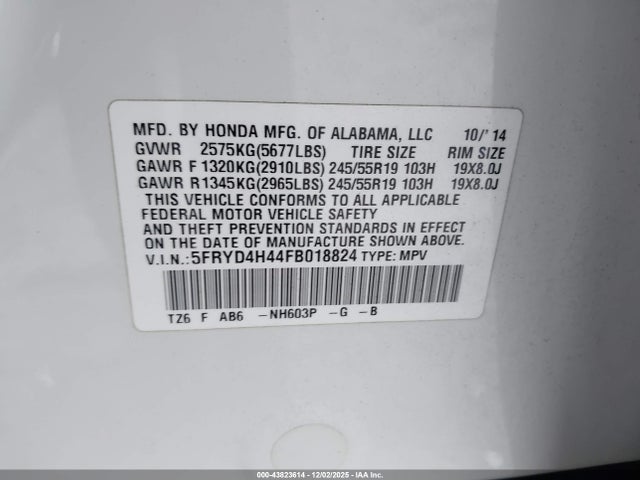 MFD. BY HONDA MFG. OF ALABAMA, LLC 10/'14
GVWR 2575KG(5677LBS) TIRE SIZE RIM SIZE
GAWR F 1320KG(2910LBS) 245/55R19 103H 19X8.0J
GAWR R1345KG(2965LBS) 245/55R19 103H 19X8.0J
THIS VEHICLE CONFORMS TO ALL APPLICABLE
FEDERAL MOTOR VEHICLE SAFETY
AND THEFT PREVENTION STANDARDS IN EFFECT
ON THE DATE OF MANUFACTURE SHOWN ABOVE.
V.I.N.:5FRYD4H44FB018824 TYPE: MPV
TZ6 F AB6 -NH603P -G -B
000-43823614 - 12/02/2025 - IAA Inc.